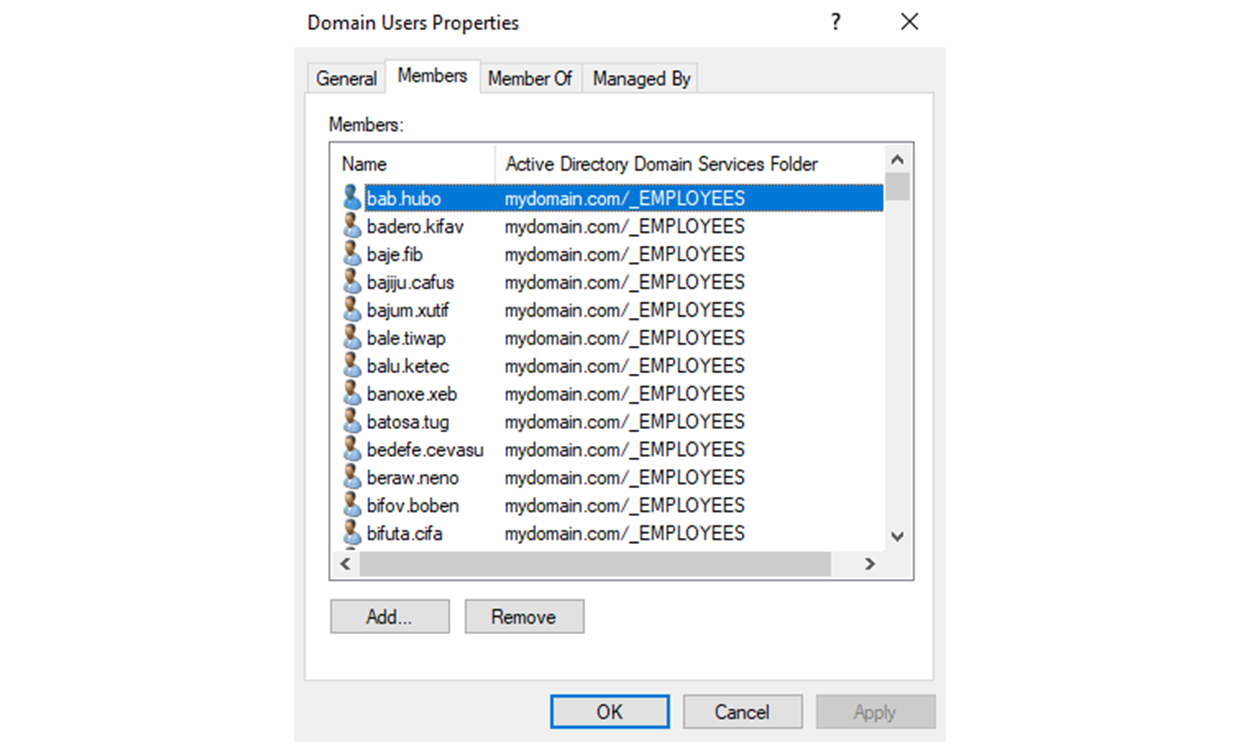 Domain Users Properties ? ×
General Members Member Of Managed By
Members:
Name Active Directory Domain Services Folder
bab.hubo mydomain.com/_EMPLOYEES
badero.kifav mydomain.com/_EMPLOYEES
baje.fib mydomain.com/_EMPLOYEES
bajiju.cafus mydomain.com/_EMPLOYEES
bajum.xutif mydomain.com/_EMPLOYEES
bale.tiwap mydomain.com/_EMPLOYEES
balu.ketec mydomain.com/_EMPLOYEES
banoxe.xeb mydomain.com/_EMPLOYEES
batosa.tug mydomain.com/_EMPLOYEES
bedefe.cevasu mydomain.com/_EMPLOYEES
beraw.neno mydomain.com/_EMPLOYEES
bifov.boben mydomain.com/_EMPLOYEES
bifuta.cifa mydomain.com/_EMPLOYEES
Add... Remove
OK Cancel Apply